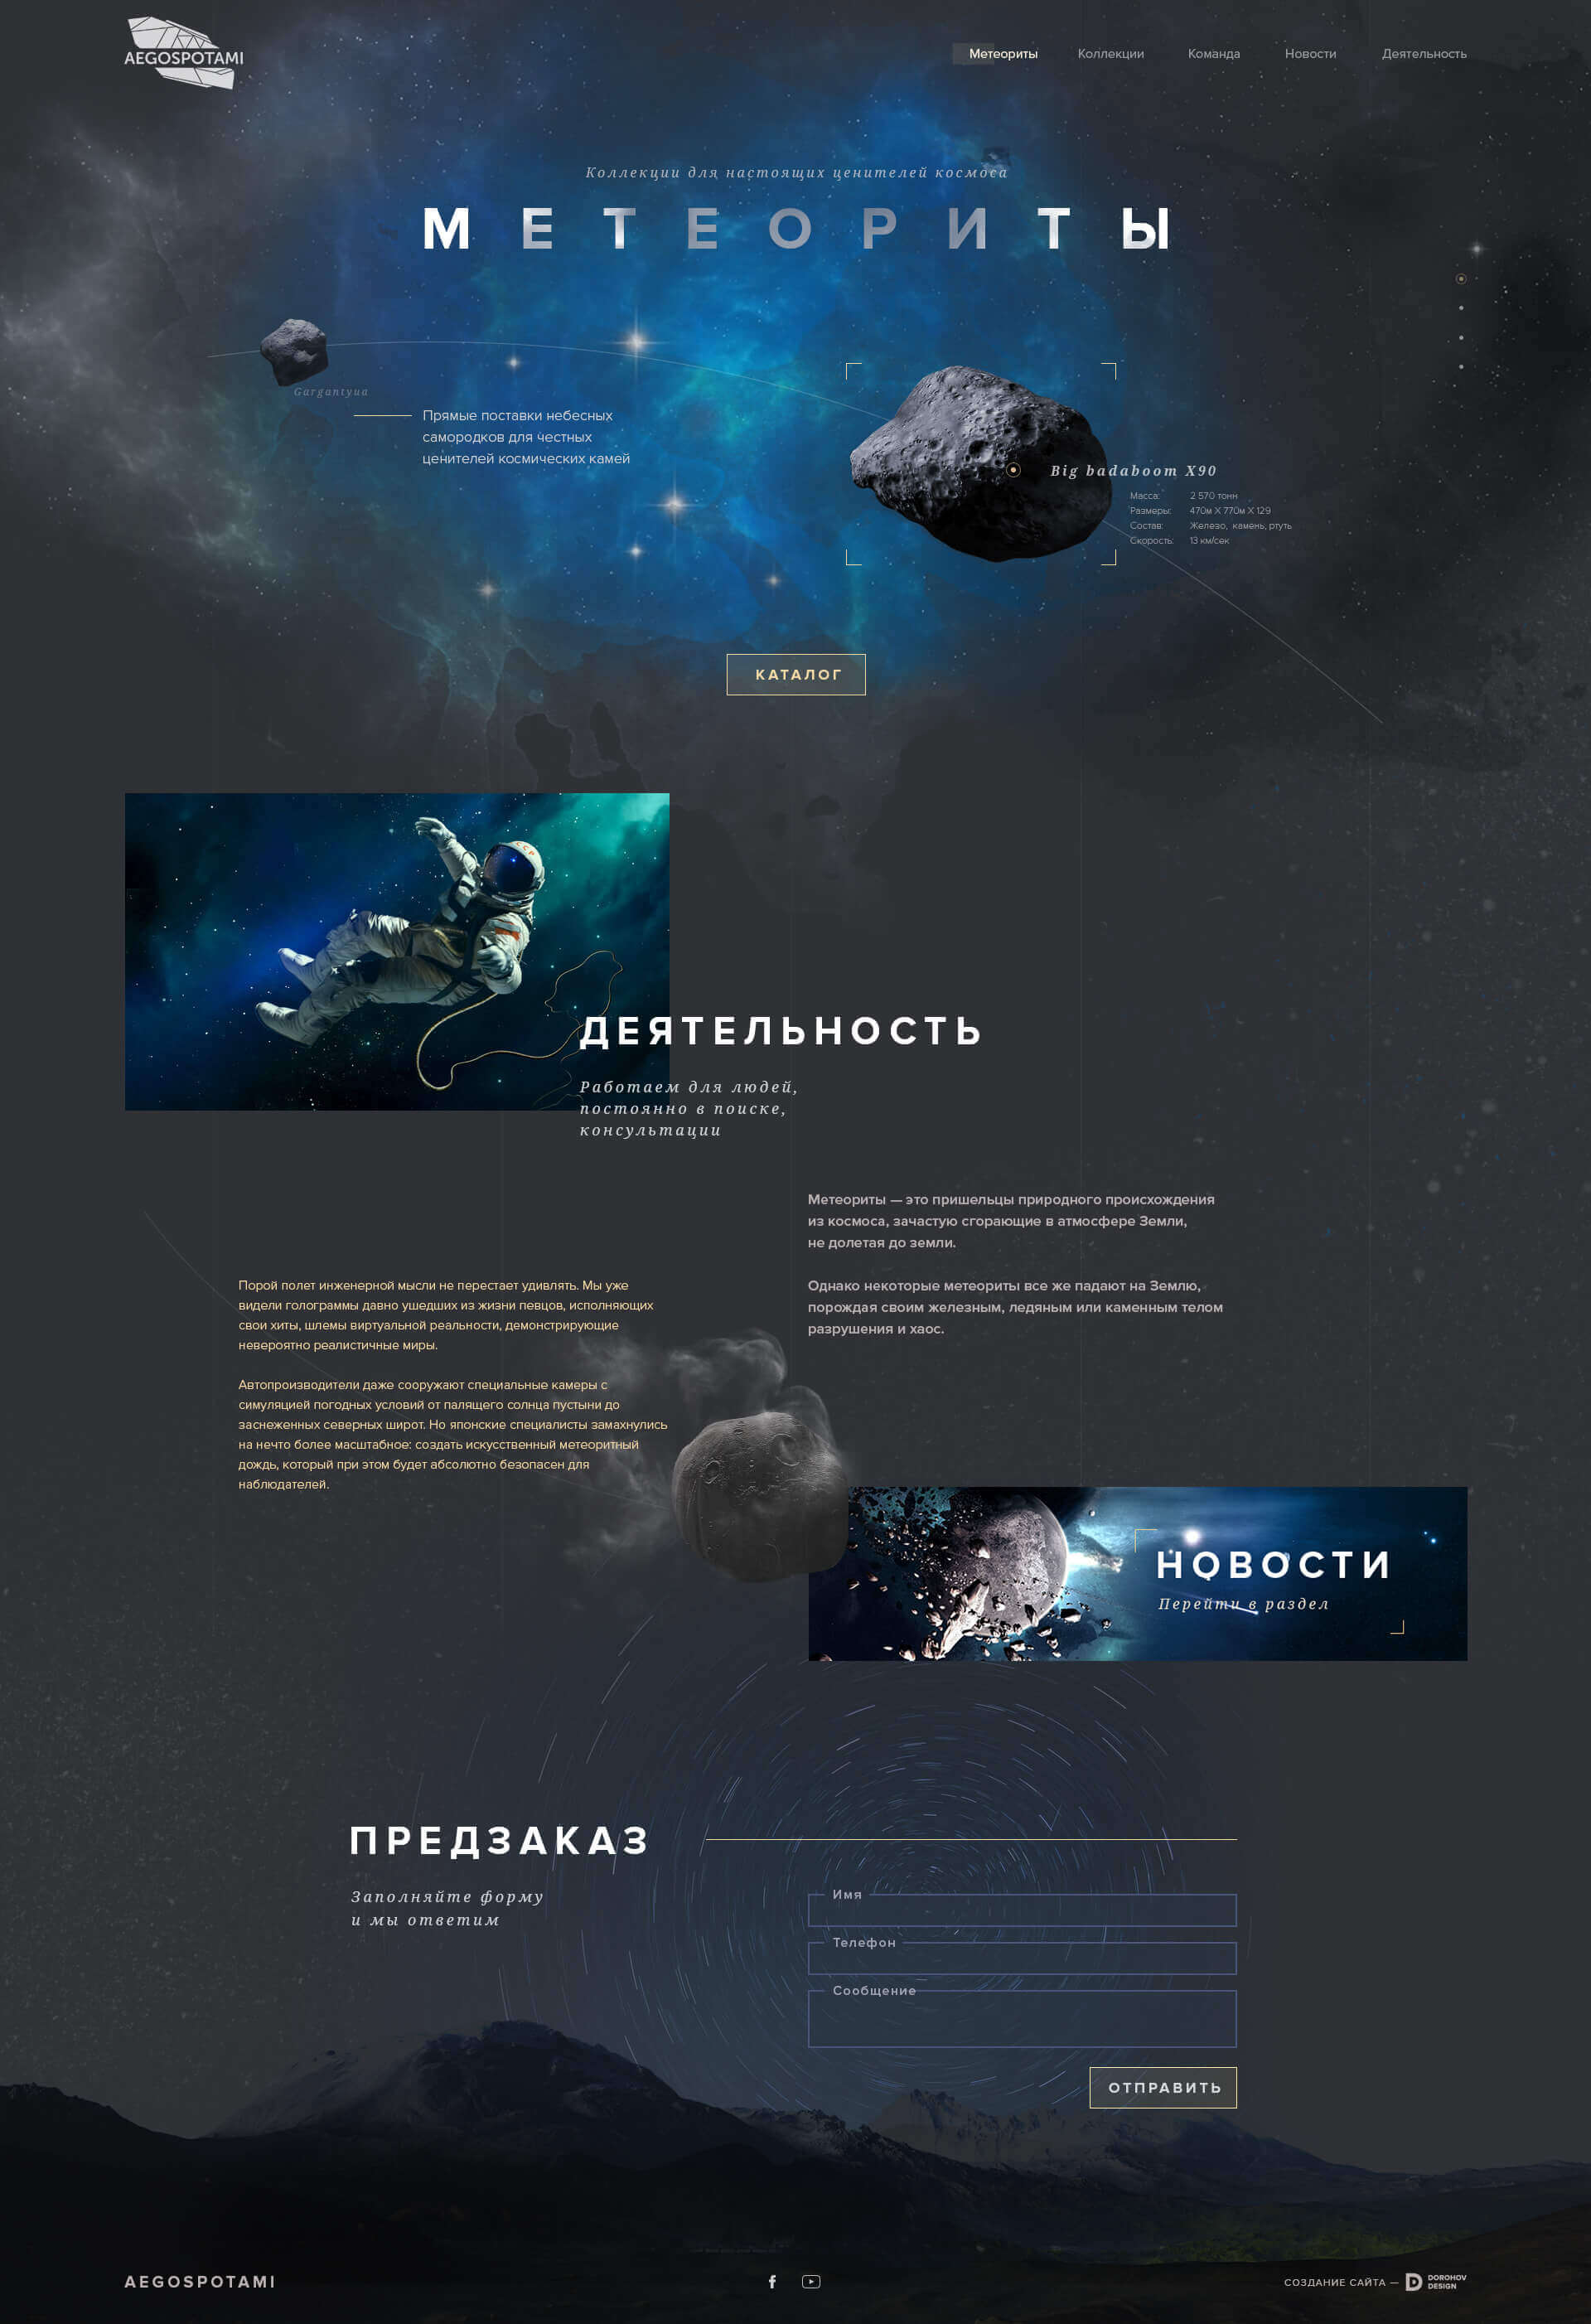 AEGOSPOTAMI
Метеориты Коллекции Команда Новости Деятельность
Коллекции для настоящих ценителей космоса
МЕТЕОРИТЫ
Gargantyua
Прямые поставки небесных
самородков для честных
ценителей космических камей
Big badaboom X90
Масса: 2 570 тонн
Размеры: 470м X 770м X 129
Состав: Железо, камень, ртуть
Скорость: 13 км/сек
КАТАЛОГ
ДЕЯТЕЛЬНОСТЬ
Работаем для людей,
постоянно в поиске,
консультации
Метеориты — это пришельцы природного происхождения
из космоса, зачастую сгорающие в атмосфере Земли,
не долетая до земли.
Однако некоторые метеориты все же падают на Землю,
порождая своим железным, ледяным или каменным телом
разрушения и хаос.
Порой полет инженерной мысли не перестает удивлять. Мы уже
видели голограммы давно ушедших из жизни певцов, исполняющих
свои хиты, шлемы виртуальной реальности, демонстрирующие
невероятно реалистичные миры.
Автопроизводители даже сооружают специальные камеры с
симуляцией погодных условий от палящего солнца пустыни до
заснеженных северных широт. Но японские специалисты замахнулись
на нечто более масштабное: создать искусственный метеоритный
дождь, который при этом будет абсолютно безопасен для
наблюдателей.
НОВОСТИ
Перейти в раздел
ПРЕДЗАКАЗ
Заполняйте форму
и мы ответим
Имя
Телефон
Сообщение
ОТПРАВИТЬ
AEGOSPOTAMI
СОЗДАНИЕ САЙТА — DOROHOV
DESIGN